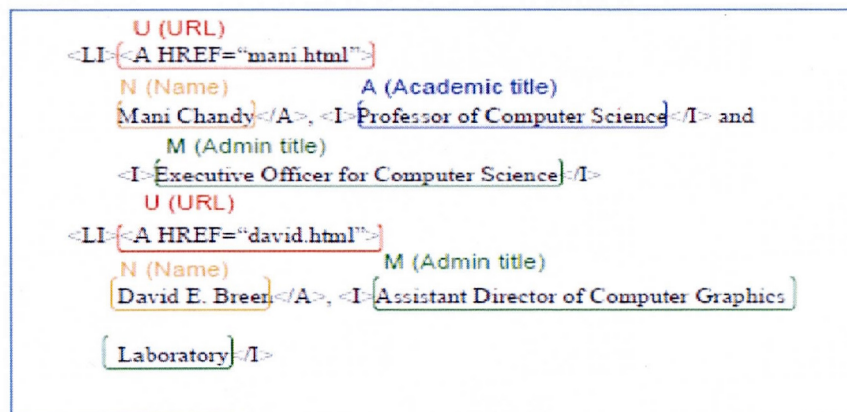 U (URL)
<LI><A HREF=“mani.html”>
N (Name) A (Academic title)
Mani Chandy</A>, <I>Professor of Computer Science</I> and
M (Admin title)
<I>Executive Officer for Computer Science</I>
U (URL)
<LI><A HREF=“david.html”>
N (Name) M (Admin title)
David E. Breen</A>, <I>Assistant Director of Computer Graphics
Laboratory</I>